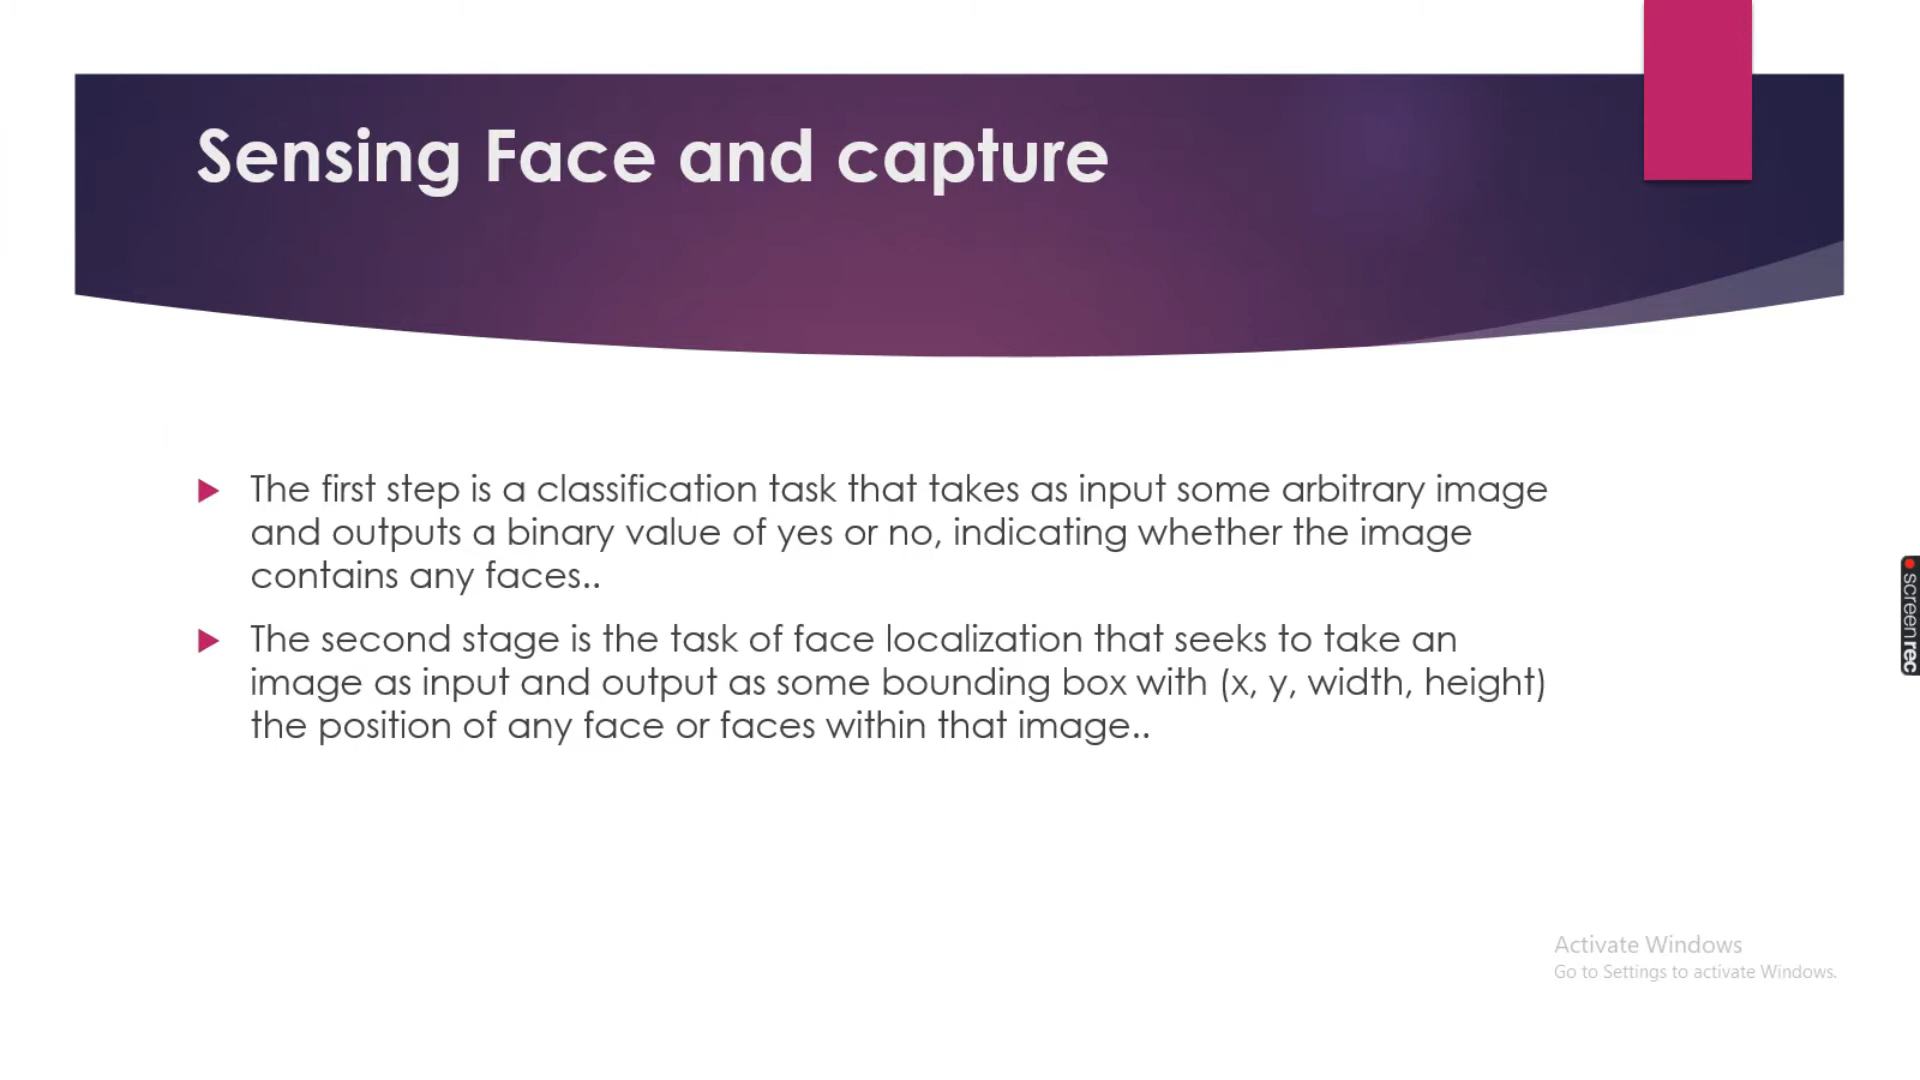 Sensing Face and capture
The first step is a classification task that takes as input some arbitrary image
and outputs a binary value of yes or no, indicating whether the image
contains any faces..
The second stage is the task of face localization that seeks to take an
image as input and output as some bounding box with (x, y, width, height)
the position of any face or faces within that image..
screenrec
Activate Windows
Go to Settings to activate Windows.